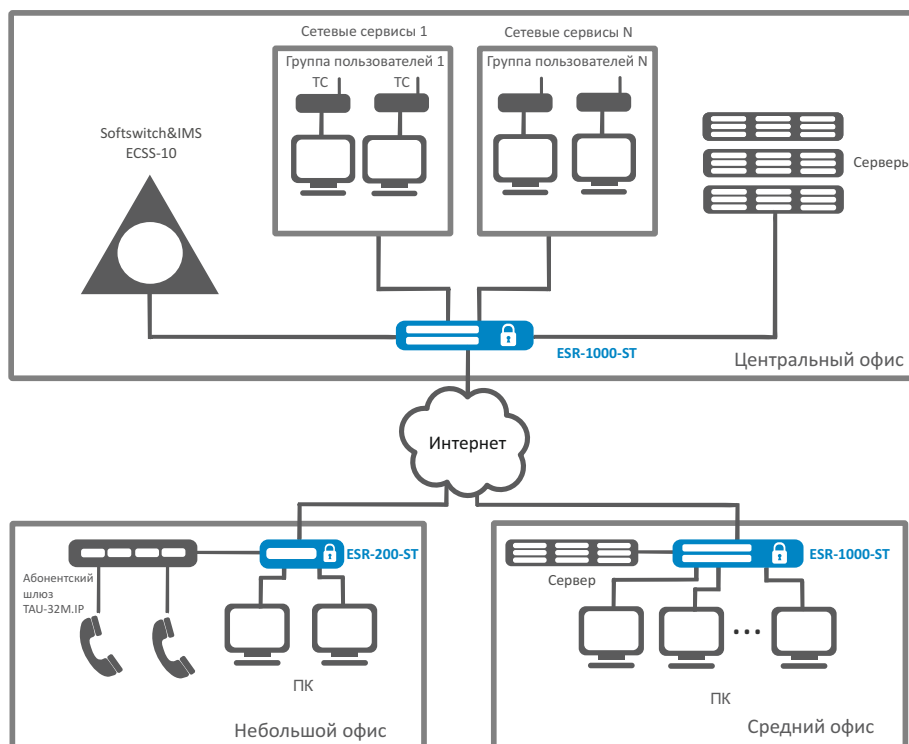 Сетевые сервисы 1
Сетевые сервисы N
Группа пользователей 1
Группа пользователей N
ТС
ТС
Softswitch&IMS
ECSS-10
Серверы
ESR-1000-ST
Центральный офис
Интернет
ESR-200-ST
ESR-1000-ST
Абонентский
шлюз
TAU-32M.IP
Сервер
ПК
ПК
Небольшой офис
Средний офис